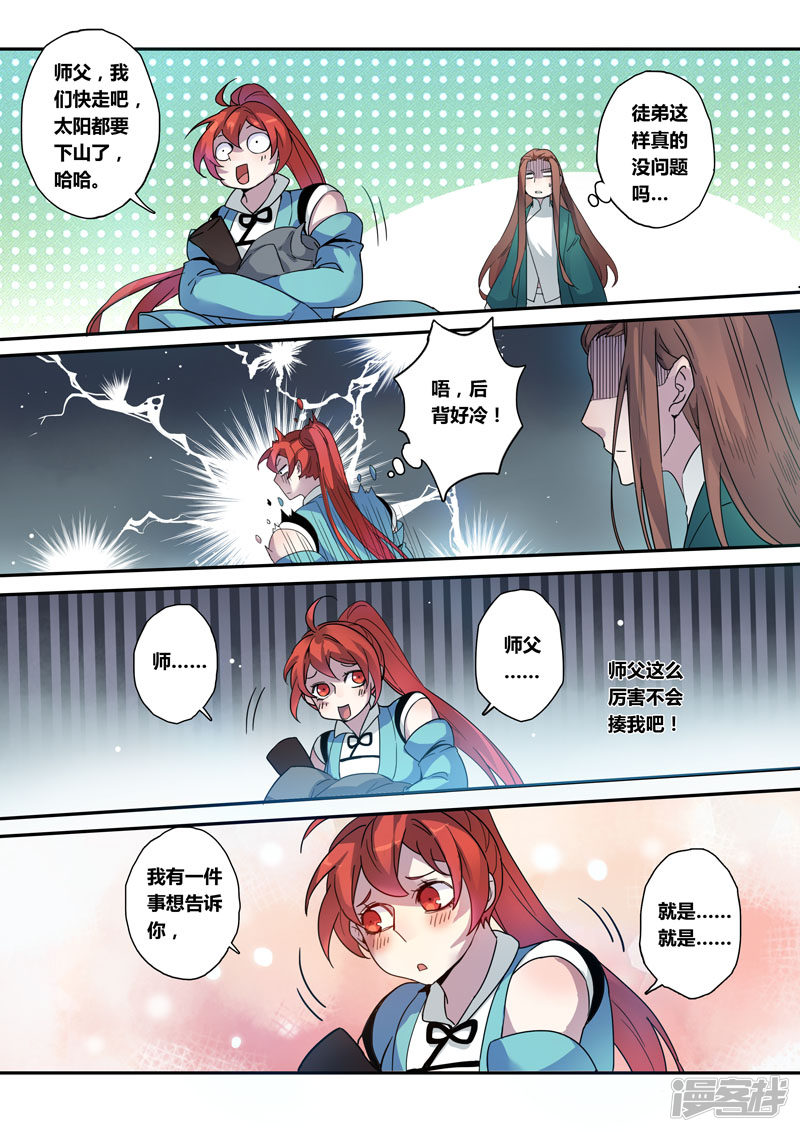 师父，我
们快走吧，
太阳都要
下山了，
哈哈。
徒弟这
样真的
没问题
吗...
唔，后
背好冷！
师......
师父
......
师父这么
厉害不会
揍我吧！
我有一件
事想告诉
你，
就是......
就是......
漫客栈